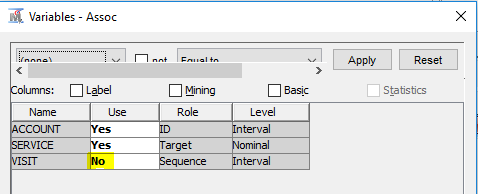 Variables - Assoc
(none) not Equal to Apply Reset
Columns: Label Mining Basic Statistics
Name Use Role Level
ACCOUNT Yes ID Interval
SERVICE Yes Target Nominal
VISIT No Sequence Interval